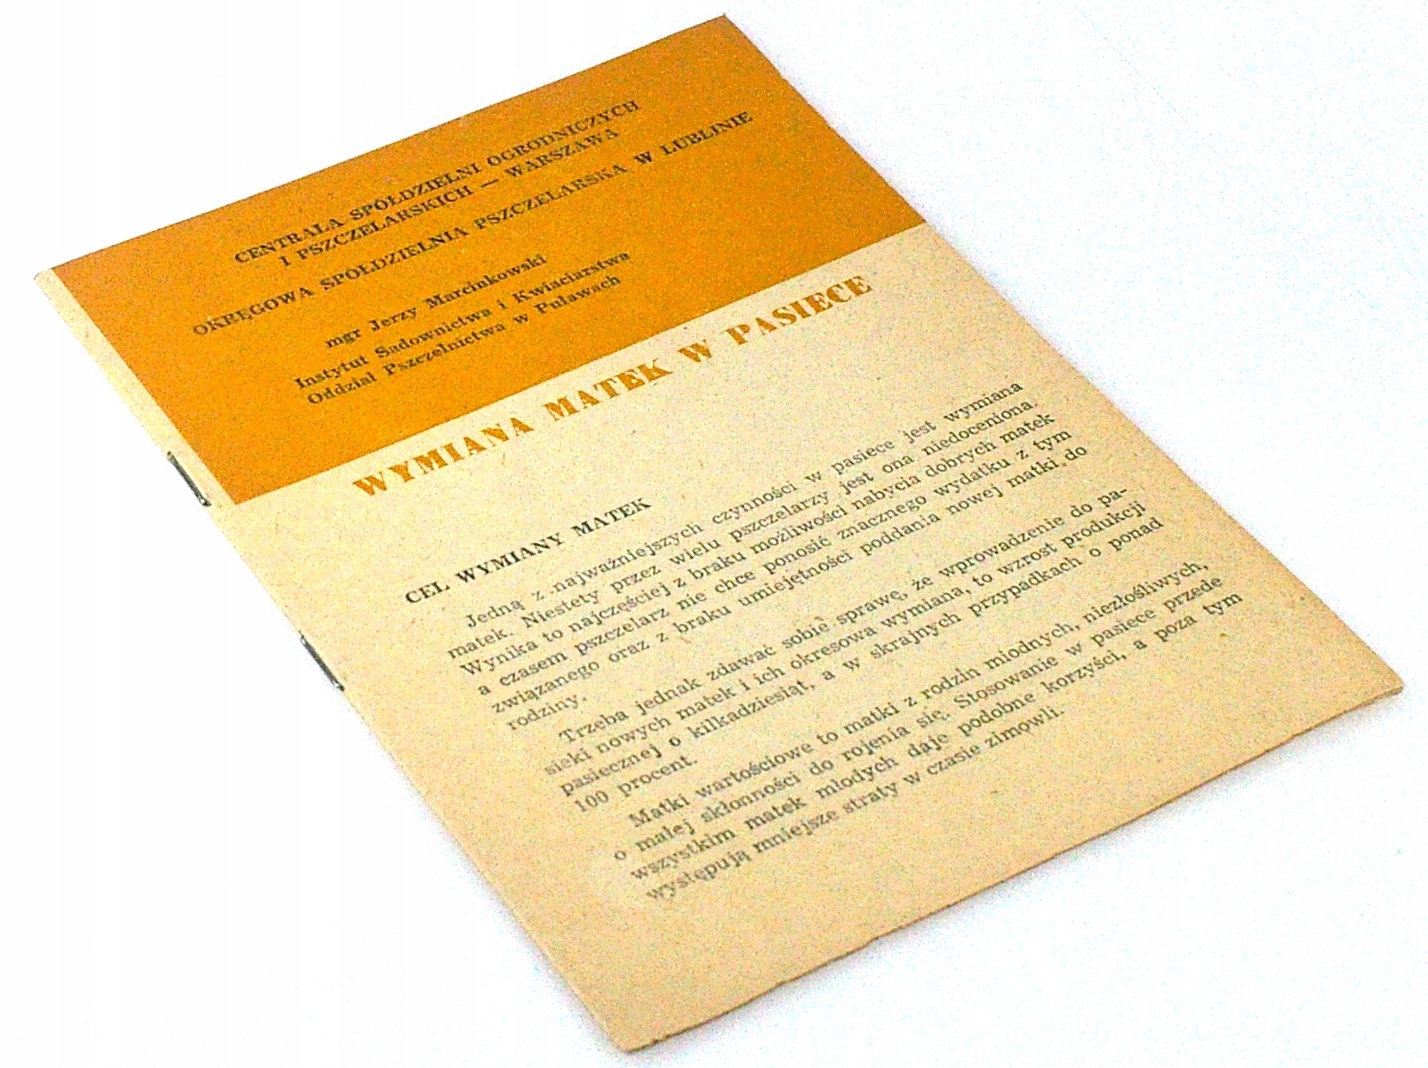 CENTRALA SPÓŁDZIELNI OGRODNICZYCH
I PSZCZELARSKICH — WARSZAWA
OKRĘGOWA SPÓŁDZIELNIA PSZCZELARSKA W LUBLINIE
mgr Jerzy Marcinkowski
Instytut Sadownictwa i Kwiaciarstwa
Oddział Pszczelnictwa w Puławach
WYMIANA MATEK W PASIECE
CEL WYMIANY MATEK
Jedną z najważniejszych czynności w pasiece jest wymiana
matek. Niestety przez wielu pszczelarzy jest ona niedoceniona.
Wynika to najczęściej z braku możliwości nabycia dobrych matek
a czasem pszczelarz nie chce ponosić znacznego wydatku z tym
związanego oraz z braku umiejętności poddania nowej matki do
rodziny.
Trzeba jednak zdawać sobie sprawę, że wprowadzenie do pa-
sieki nowych matek i ich okresowa wymiana, to wzrost produkcji
pasiecznej o kilkadziesiąt, a w skrajnych przypadkach o ponad
100 procent.
Matki wartościowe to matki z rodzin miodnych, niezłośliwych,
o małej skłonności do rojenia się. Stosowanie w pasiece przede
wszystkim matek młodych daje podobne korzyści, a poza tym
występują mniejsze straty w czasie zimowli.